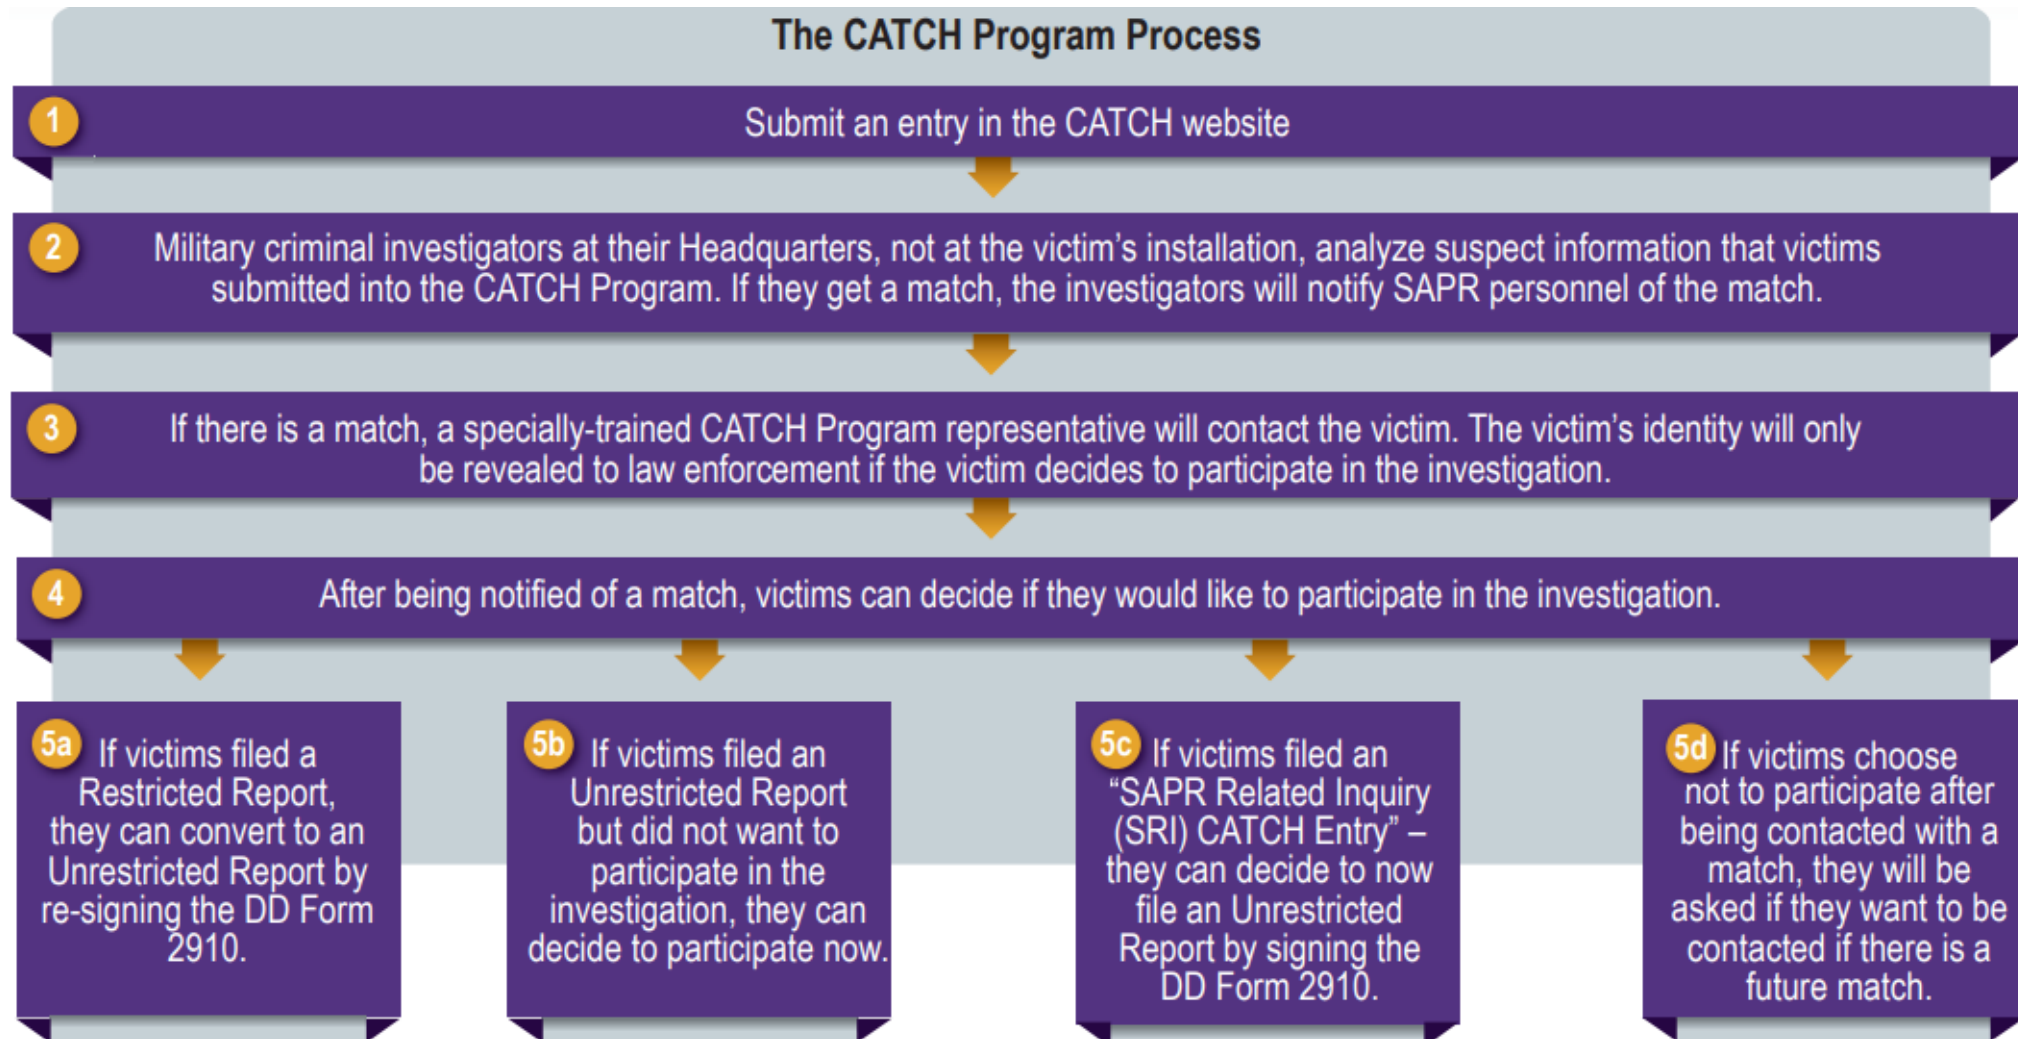 The CATCH Program Process
1
Submit an entry in the CATCH website
2
Military criminal investigators at their Headquarters, not at the victim's installation, analyze suspect information that victims
submitted into the CATCH Program. If they get a match, the investigators will notify SAPR personnel of the match.
3
If there is a match, a specially-trained CATCH Program representative will contact the victim. The victim's identity will only
be revealed to law enforcement if the victim decides to participate in the investigation.
4
After being notified of a match, victims can decide if they would like to participate in the investigation.
5a
If victims filed a
Restricted Report,
they can convert to an
Unrestricted Report by
re-signing the DD Form
2910.
5b
If victims filed an
Unrestricted Report
but did not want to
participate in the
investigation, they can
decide to participate now.
5c
If victims filed an
“SAPR Related Inquiry
(SRI) CATCH Entry” –
they can decide to now
file an Unrestricted
Report by signing the
DD Form 2910.
5d
If victims choose
not to participate after
being contacted with a
match, they will be
asked if they want to be
contacted if there is a
future match.